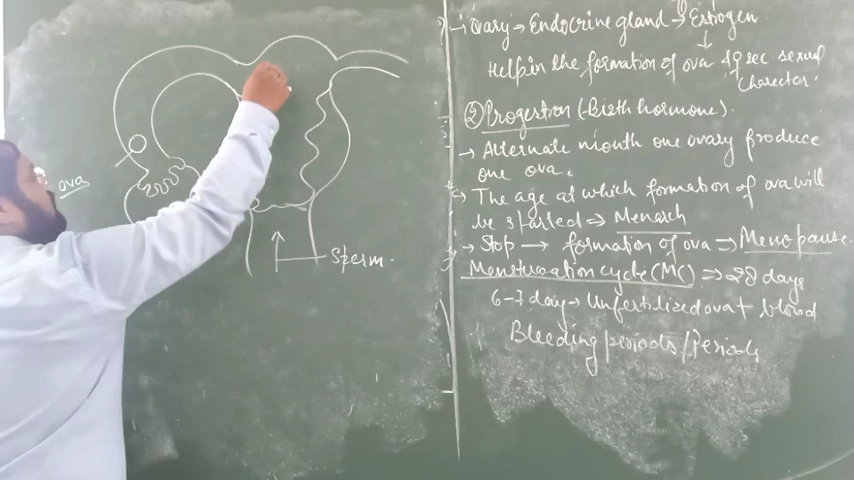 ova
Sperm.
→ Ovary → Endocrine gland → Estrogen
↓
Help in the formation of ova & sec sexual
Charector.
② Progestion (-Birth hormone).
→ Alternate month one ovary produce
one ova.
→ The age at which formation of ova will
be started ⇒ Menarch
→ Stop → formation of ova ⇒ Menopause.
Menstruation cycle (MC) ⇒ 28 days
6-7 day → Unfertilized ova + blood
Bleeding periods/Periods